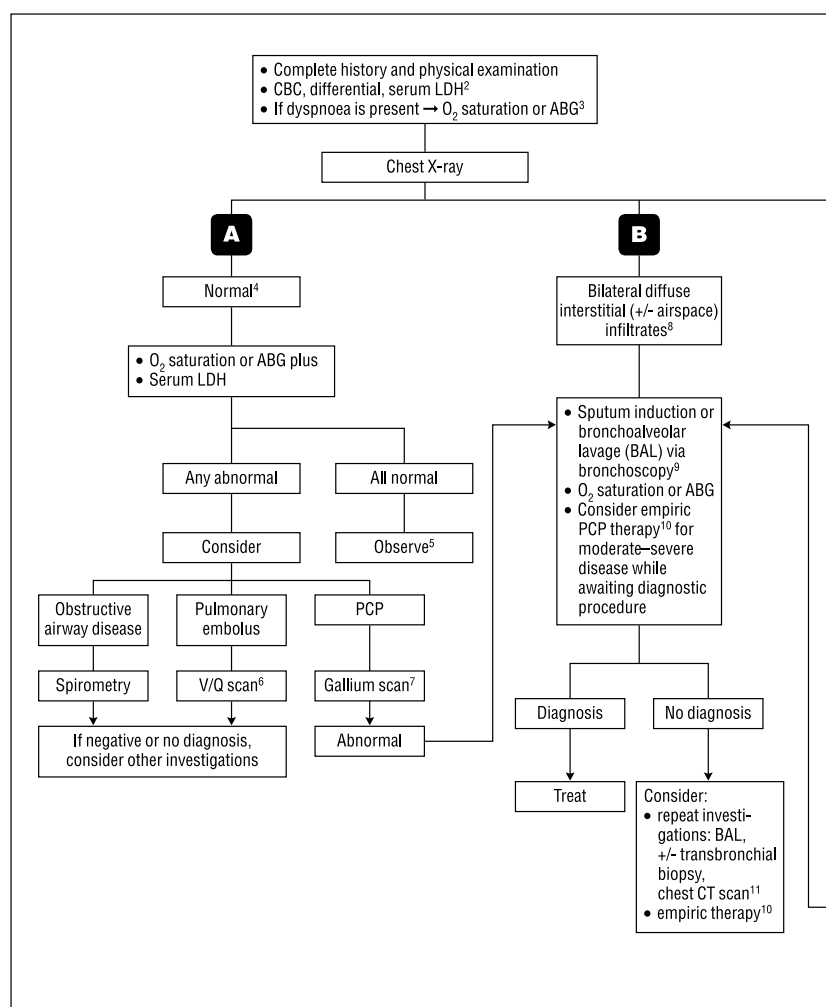 • Complete history and physical examination
• CBC, differential, serum LDH²
• If dyspnoea is present → O₂ saturation or ABG³
Chest X-ray
A
Normal⁴
• O₂ saturation or ABG plus
• Serum LDH
Any abnormal
All normal
Consider
Observe⁵
Obstructive
airway disease
Pulmonary
embolus
PCP
Spirometry
V/Q scan⁶
Gallium scan⁷
If negative or no diagnosis,
consider other investigations
Abnormal
B
Bilateral diffuse
interstitial (+/- airspace)
infiltrates⁸
• Sputum induction or
bronchoalveolar
lavage (BAL) via
bronchoscopy⁹
• O₂ saturation or ABG
• Consider empiric
PCP therapy¹⁰ for
moderate–severe
disease while
awaiting diagnostic
procedure
Diagnosis
No diagnosis
Treat
Consider:
• repeat investi-
gations: BAL,
+/- transbronchial
biopsy,
chest CT scan¹¹
• empiric therapy¹⁰